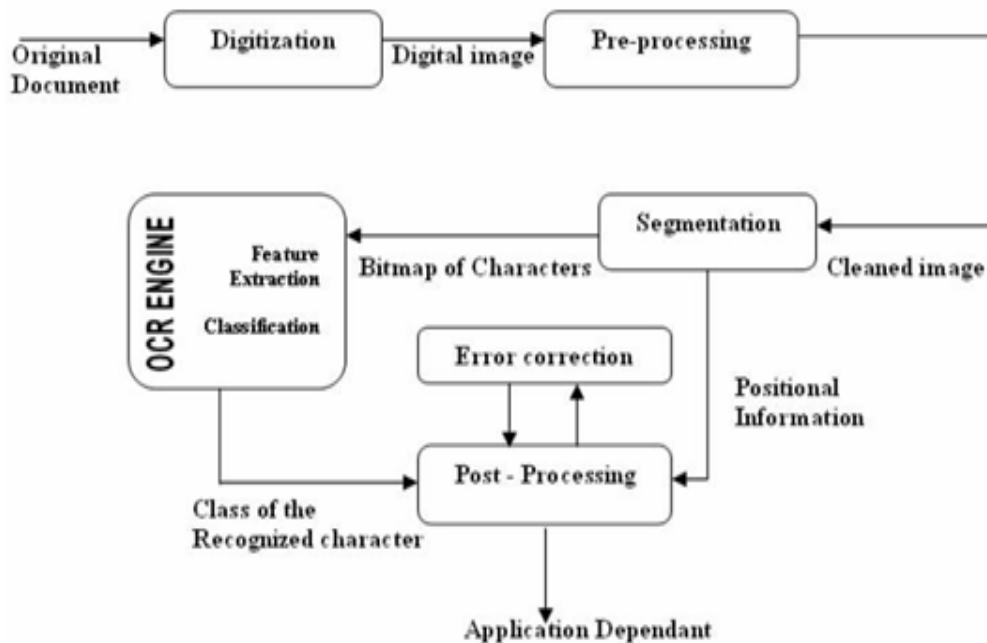 Original
Document
Digitization
Digital image
Pre-processing
Segmentation
Cleaned image
Bitmap of Characters
OCR ENGINE
Feature
Extraction
Classification
Error correction
Positional
Information
Post - Processing
Class of the
Recognized character
Application Dependant